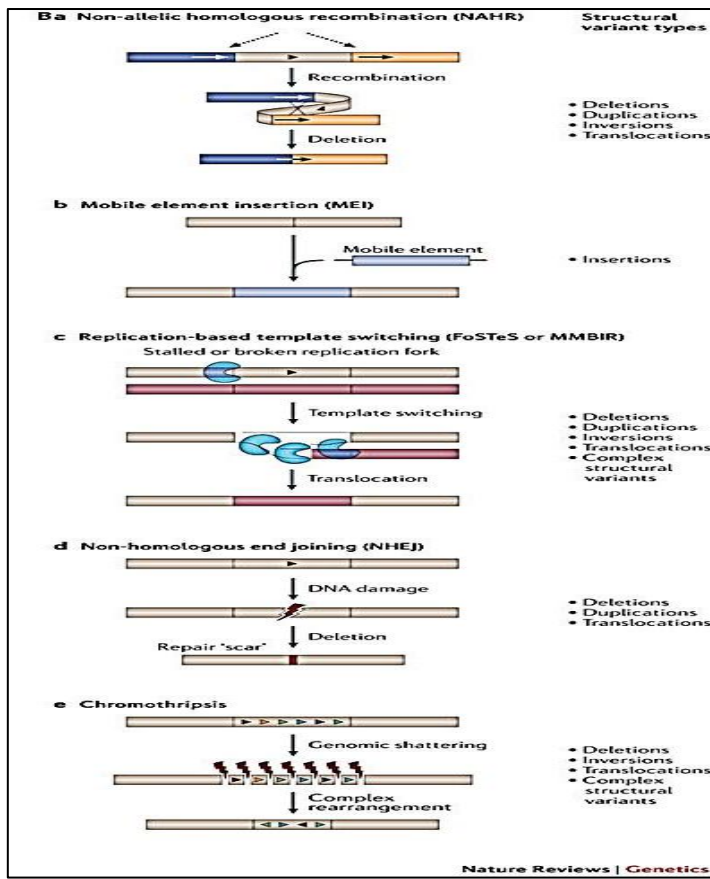 Ba Non-allelic homologous recombination (NAHR)
Structural
variant types
Recombination
Deletion
• Deletions
• Duplications
• Inversions
• Translocations
b Mobile element insertion (MEI)
Mobile element
• Insertions
c Replication-based template switching (FoSTeS or MMBIR)
Stalled or broken replication fork
Template switching
Translocation
• Deletions
• Duplications
• Inversions
• Translocations
• Complex
structural
variants
d Non-homologous end joining (NHEJ)
DNA damage
Deletion
Repair 'scar'
• Deletions
• Duplications
• Translocations
e Chromothripsis
Genomic shattering
Complex
rearrangement
• Deletions
• Inversions
• Translocations
• Complex
structural
variants
Nature Reviews | Genetics